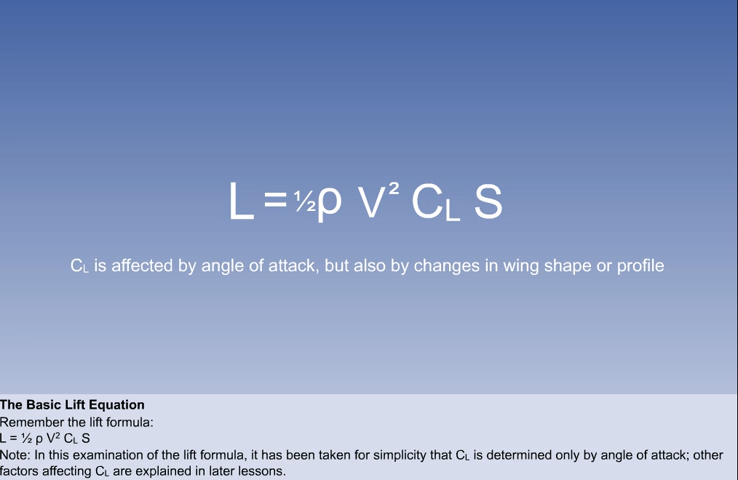 L = ½ρ V² CL S
CL is affected by angle of attack, but also by changes in wing shape or profile
The Basic Lift Equation
Remember the lift formula:
L = ½ ρ V² CL S
Note: In this examination of the lift formula, it has been taken for simplicity that CL is determined only by angle of attack; other
factors affecting CL are explained in later lessons.